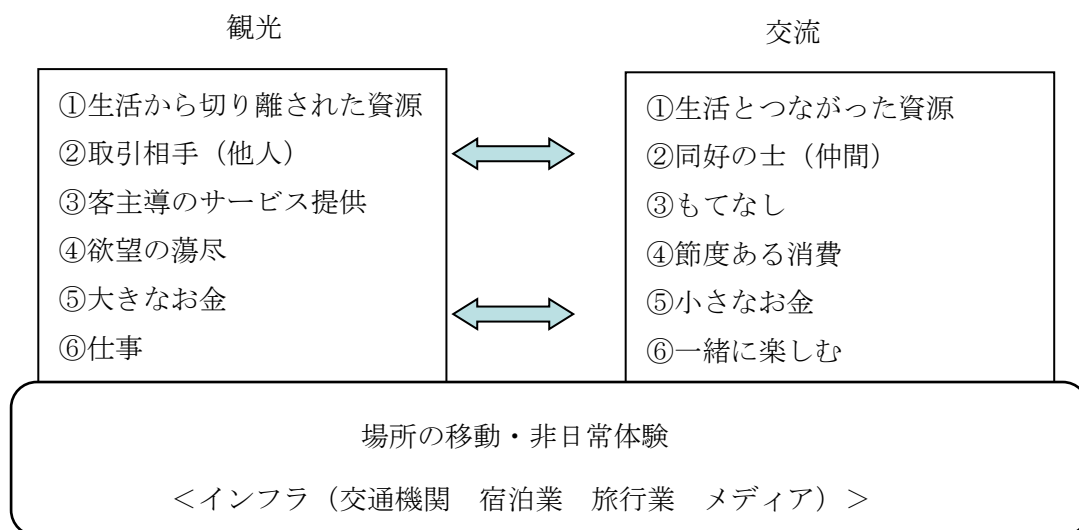 観光
①生活から切り離された資源
②取引相手（他人）
③客主導のサービス提供
④欲望の蕩尽
⑤大きなお金
⑥仕事
交流
①生活とつながった資源
②同好の士（仲間）
③もてなし
④節度ある消費
⑤小さなお金
⑥一緒に楽しむ
場所の移動・非日常体験
＜インフラ（交通機関　宿泊業　旅行業　メディア）＞